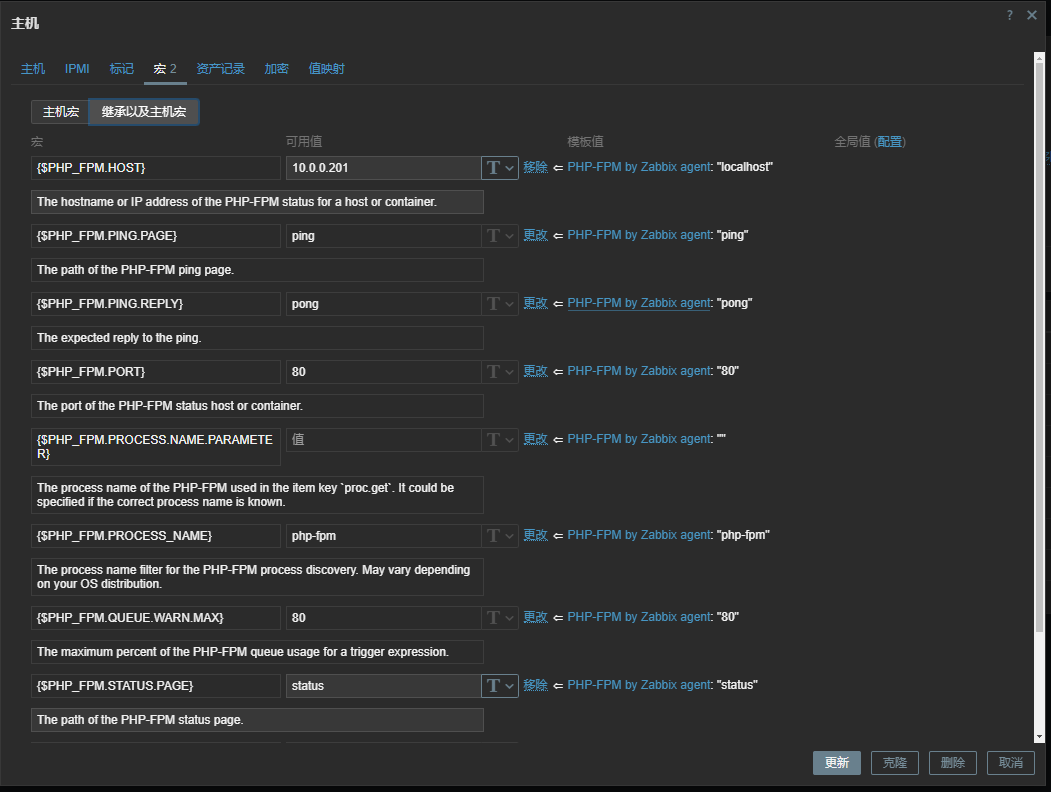 主机
?
主机 IPMI 标记 宏 2 资产记录 加密 值映射
主机宏 继承以及主机宏
宏 可用值 模板值 全局值 (配置)
{$PHP_FPM.HOST} 10.0.0.201 T 移除 ⇐ PHP-FPM by Zabbix agent: "localhost"
The hostname or IP address of the PHP-FPM status for a host or container.
{$PHP_FPM.PING.PAGE} ping T 更改 ⇐ PHP-FPM by Zabbix agent: "ping"
The path of the PHP-FPM ping page.
{$PHP_FPM.PING.REPLY} pong T 更改 ⇐ PHP-FPM by Zabbix agent: "pong"
The expected reply to the ping.
{$PHP_FPM.PORT} 80 T 更改 ⇐ PHP-FPM by Zabbix agent: "80"
The port of the PHP-FPM status host or container.
{$PHP_FPM.PROCESS.NAME.PARAMETE 值 T 更改 ⇐ PHP-FPM by Zabbix agent: ""
R}
The process name of the PHP-FPM used in the item key `proc.get`. It could be
specified if the correct process name is known.
{$PHP_FPM.PROCESS_NAME} php-fpm T 更改 ⇐ PHP-FPM by Zabbix agent: "php-fpm"
The process name filter for the PHP-FPM process discovery. May vary depending
on your OS distribution.
{$PHP_FPM.QUEUE.WARN.MAX} 80 T 更改 ⇐ PHP-FPM by Zabbix agent: "80"
The maximum percent of the PHP-FPM queue usage for a trigger expression.
{$PHP_FPM.STATUS.PAGE} status T 移除 ⇐ PHP-FPM by Zabbix agent: "status"
The path of the PHP-FPM status page.
更新 克隆 删除 取消